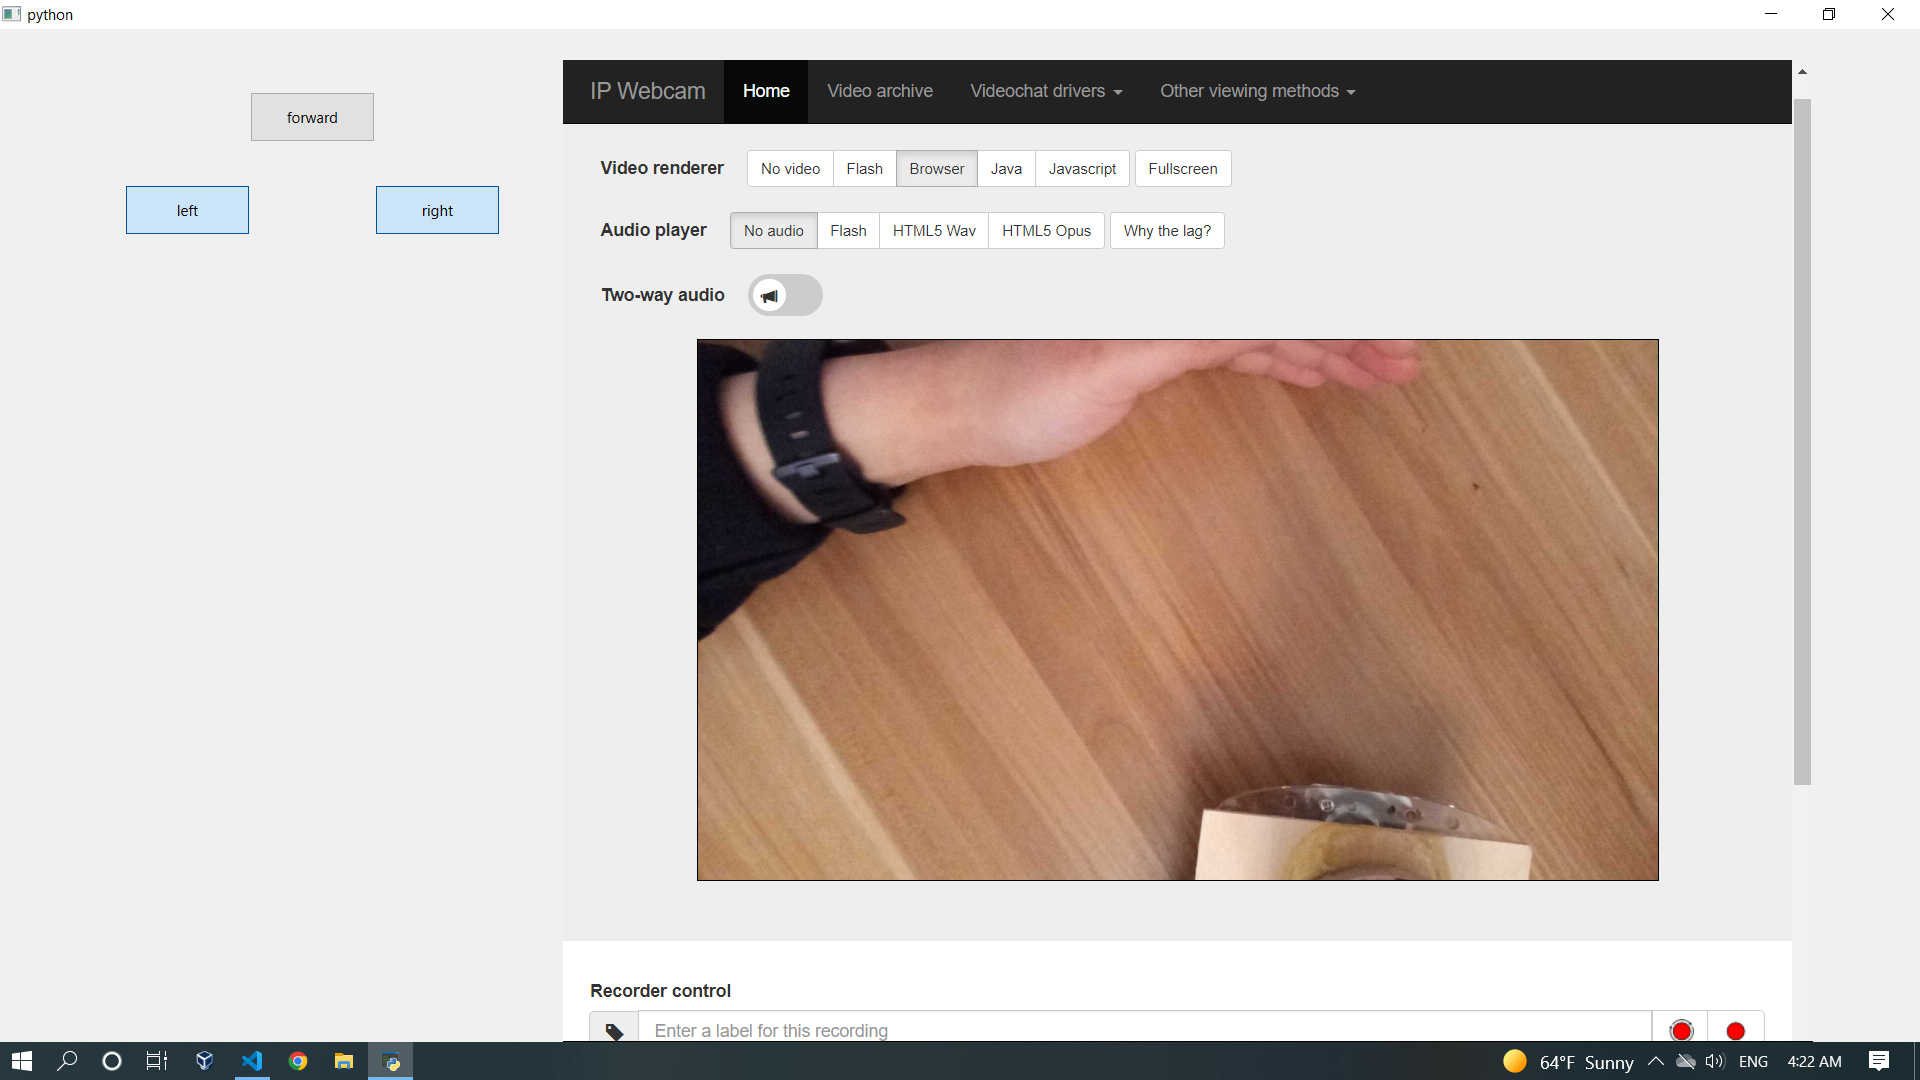 python
forward
left
right
IP Webcam Home Video archive Videochat drivers Other viewing methods
Video renderer No video Flash Browser Java Javascript Fullscreen
Audio player No audio Flash HTML5 Wav HTML5 Opus Why the lag?
Two-way audio
Recorder control
Enter a label for this recording
64°F Sunny ENG 4:22 AM